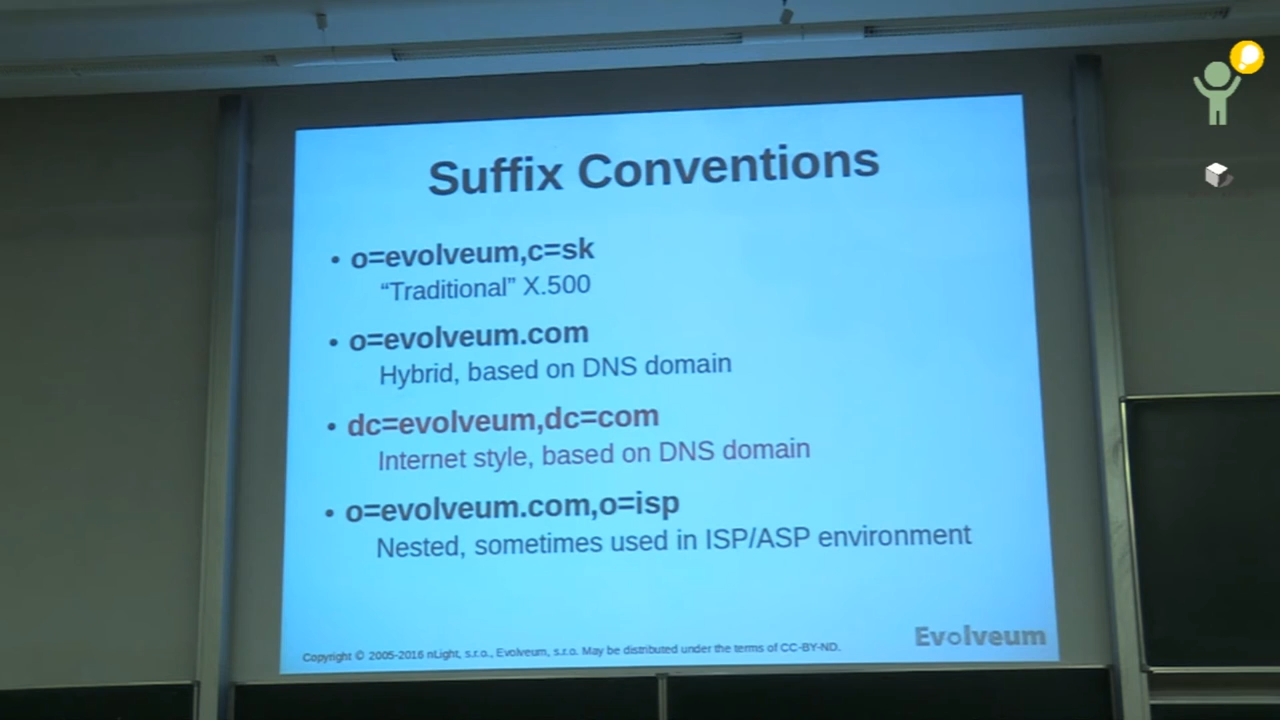 Suffix Conventions
• o=evolveum,c=sk
“Traditional” X.500
• o=evolveum.com
Hybrid, based on DNS domain
• dc=evolveum,dc=com
Internet style, based on DNS domain
• o=evolveum.com,o=isp
Nested, sometimes used in ISP/ASP environment
Evolveum
Copyright © 2005-2016 nLight, s.r.o., Evolveum, s.r.o. May be distributed under the terms of CC-BY-ND.